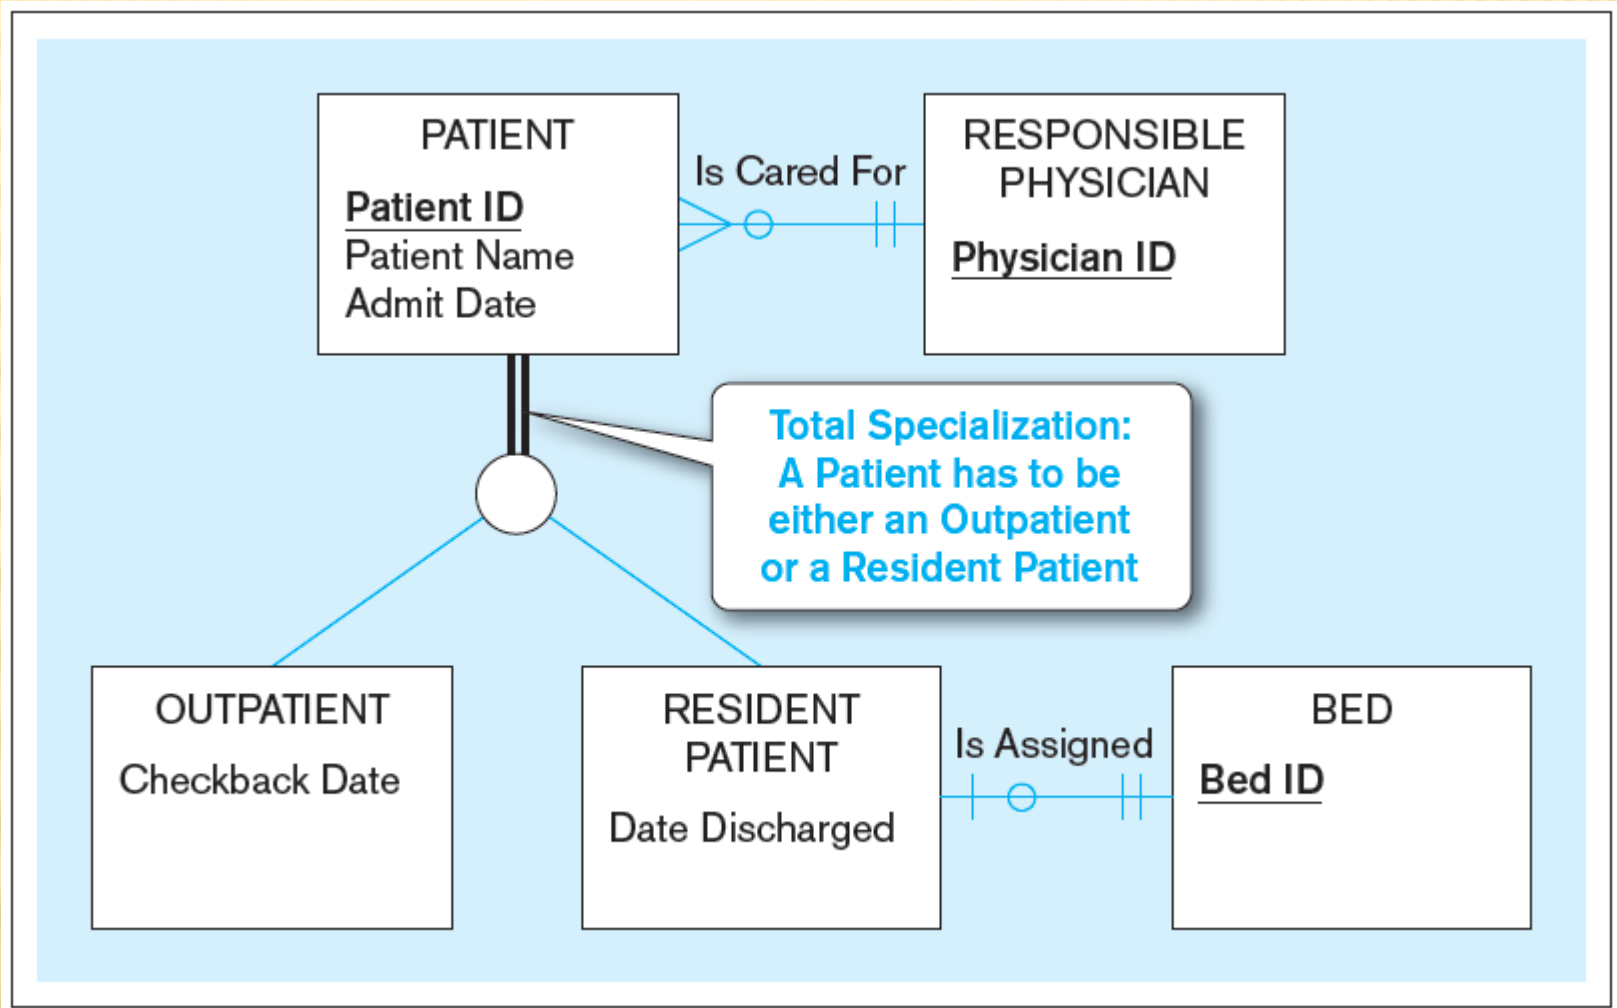 PATIENT
Patient ID
Patient Name
Admit Date
Is Cared For
RESPONSIBLE
PHYSICIAN
Physician ID
Total Specialization:
A Patient has to be
either an Outpatient
or a Resident Patient
OUTPATIENT
Checkback Date
RESIDENT
PATIENT
Date Discharged
Is Assigned
BED
Bed ID